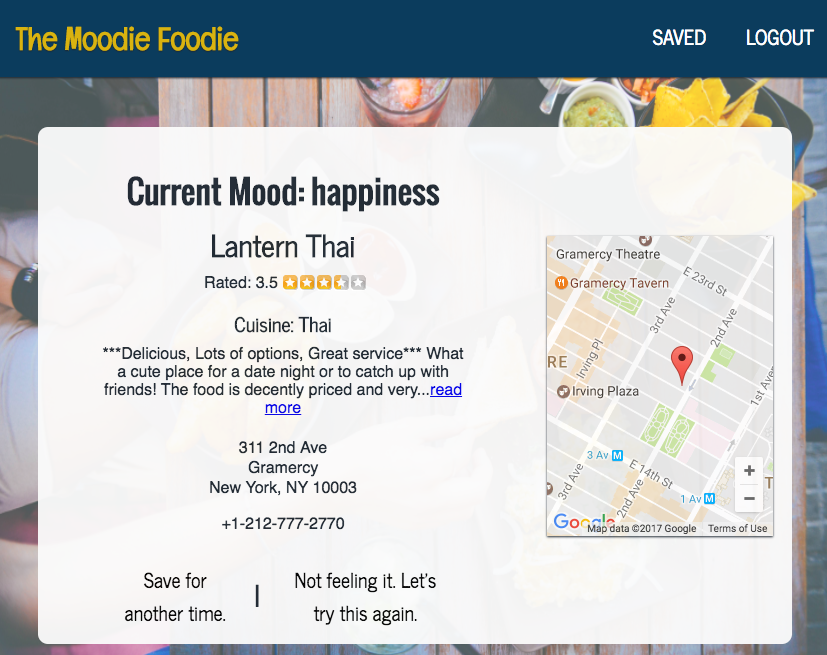 The Moodie Foodie
SAVED
LOGOUT
Current Mood: happiness
Lantern Thai
Rated: 3.5
Cuisine: Thai
***Delicious, Lots of options, Great service*** What
a cute place for a date night or to catch up with
friends! The food is decently priced and very...read
more
311 2nd Ave
Gramercy
New York, NY 10003
+1-212-777-2770
Save for
another time.
|
Not feeling it. Let's
try this again.
Gramercy Theatre
E 23rd St
Gramercy Tavern
3rd Ave
2nd Ave
Irving Pl
RE
Irving Plaza
1st Ave
3 Av M
E 14th St
3rd Ave
2nd Ave
1 Av M
+
T
−
Google
Map data ©2017 Google
Terms of Use